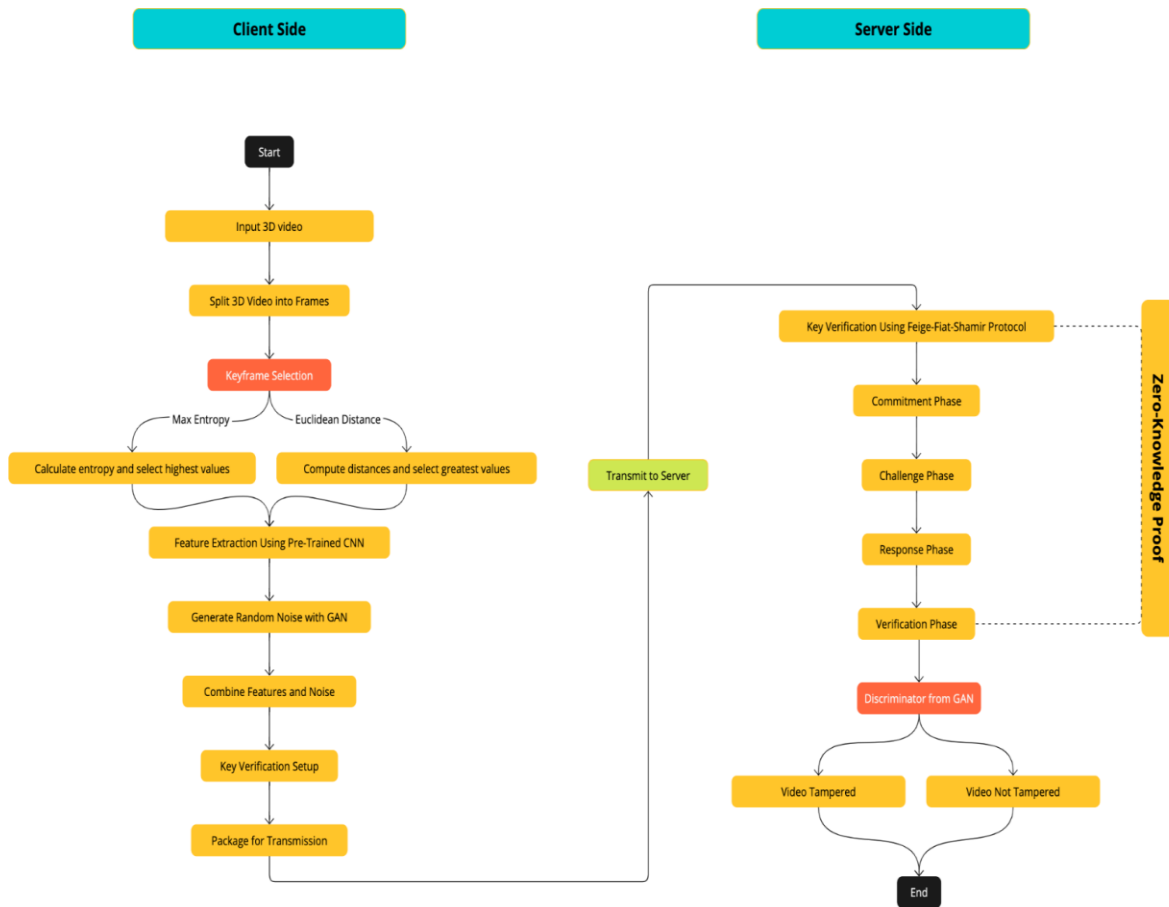 Client Side
Server Side
Start
Input 3D video
Split 3D Video into Frames
Keyframe Selection
Max Entropy
Euclidean Distance
Calculate entropy and select highest values
Compute distances and select greatest values
Feature Extraction Using Pre-Trained CNN
Generate Random Noise with GAN
Combine Features and Noise
Key Verification Setup
Package for Transmission
Transmit to Server
Key Verification Using Feige-Fiat-Shamir Protocol
Commitment Phase
Challenge Phase
Response Phase
Verification Phase
Zero-Knowledge Proof
Discriminator from GAN
Video Tampered
Video Not Tampered
End